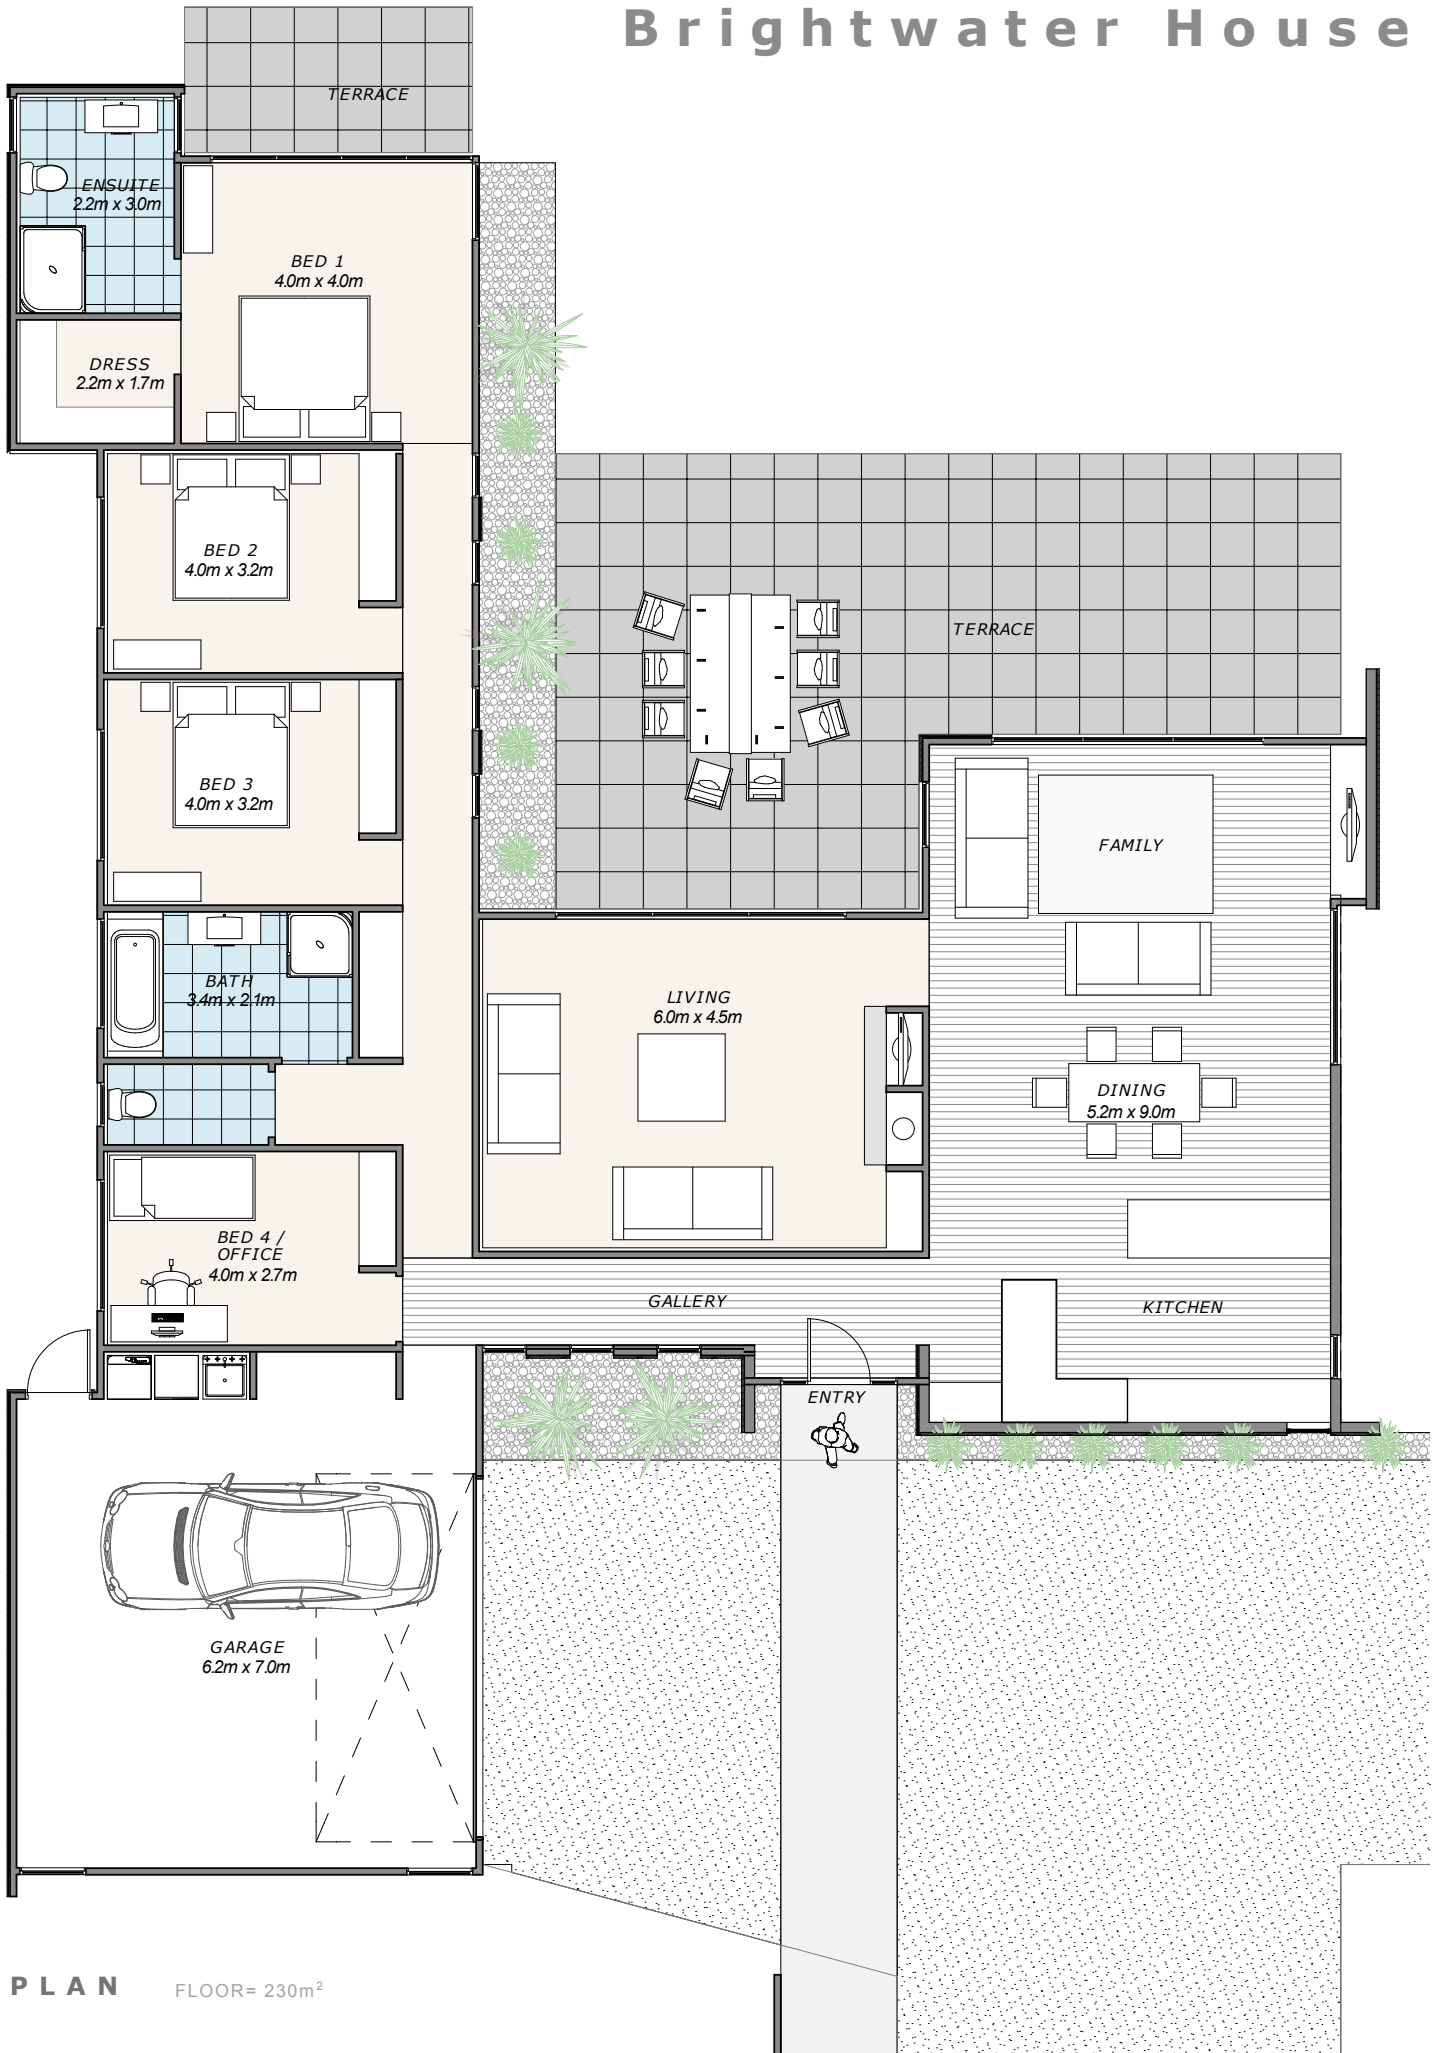 Brightwater House
TERRACE
ENSUITE
2.2m x 3.0m
BED 1
4.0m x 4.0m
DRESS
2.2m x 1.7m
BED 2
4.0m x 3.2m
TERRACE
BED 3
4.0m x 3.2m
FAMILY
BATH
3.4m x 2.1m
LIVING
6.0m x 4.5m
DINING
5.2m x 9.0m
BED 4 /
OFFICE
4.0m x 2.7m
GALLERY
KITCHEN
ENTRY
GARAGE
6.2m x 7.0m
PLAN FLOOR= 230m²